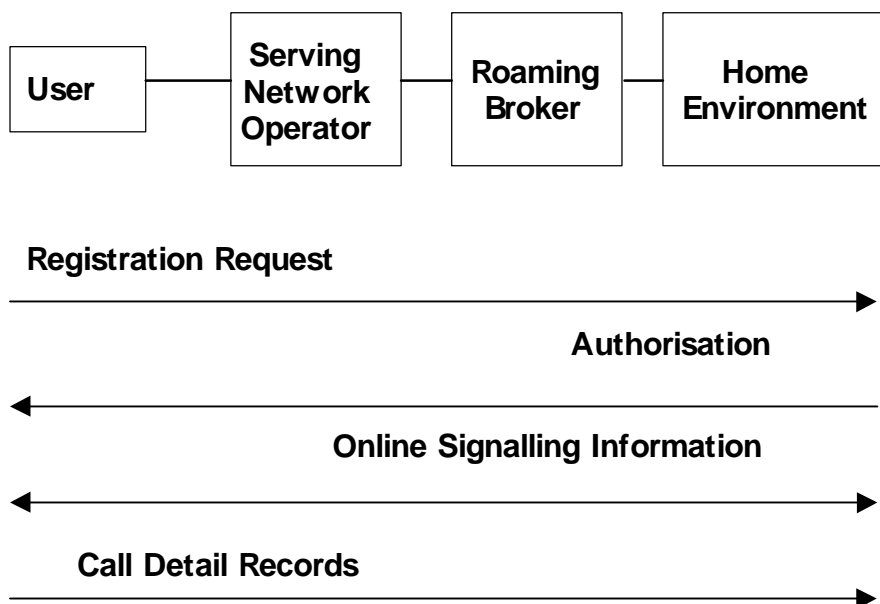 User
Serving
Network
Operator
Roaming
Broker
Home
Environment
Registration Request
Authorisation
Online Signalling Information
Call Detail Records